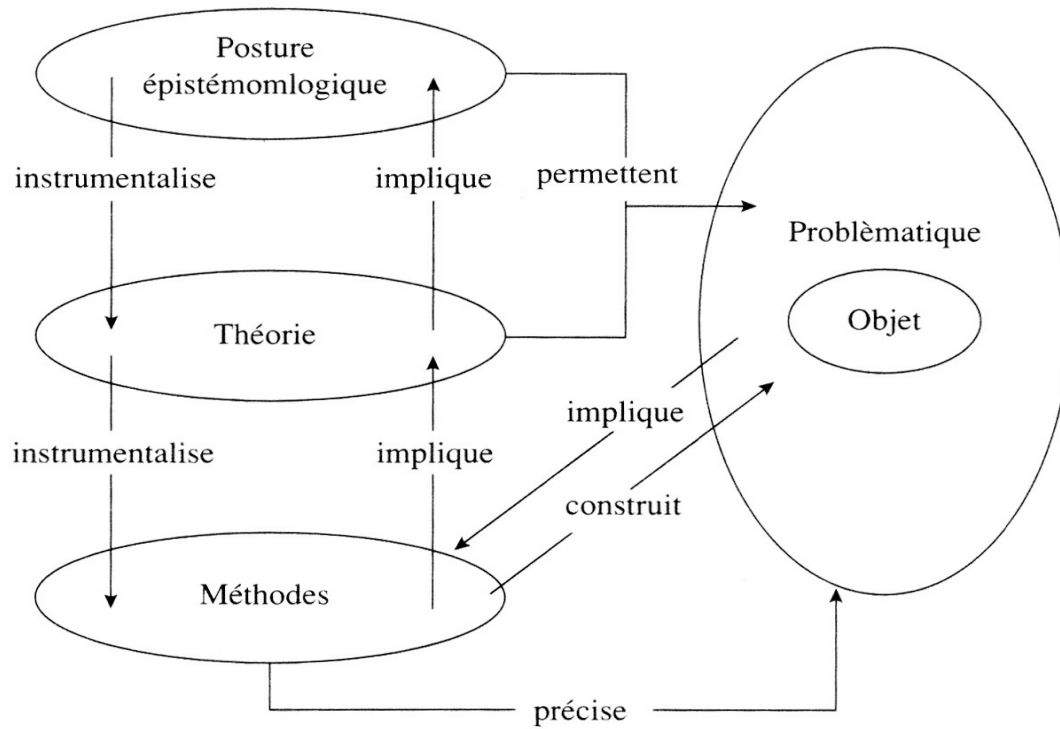 Posture
épistémomlogique
instrumentalise
implique
permettent
Problèmatique
Théorie
Objet
implique
instrumentalise
implique
construit
Méthodes
précise